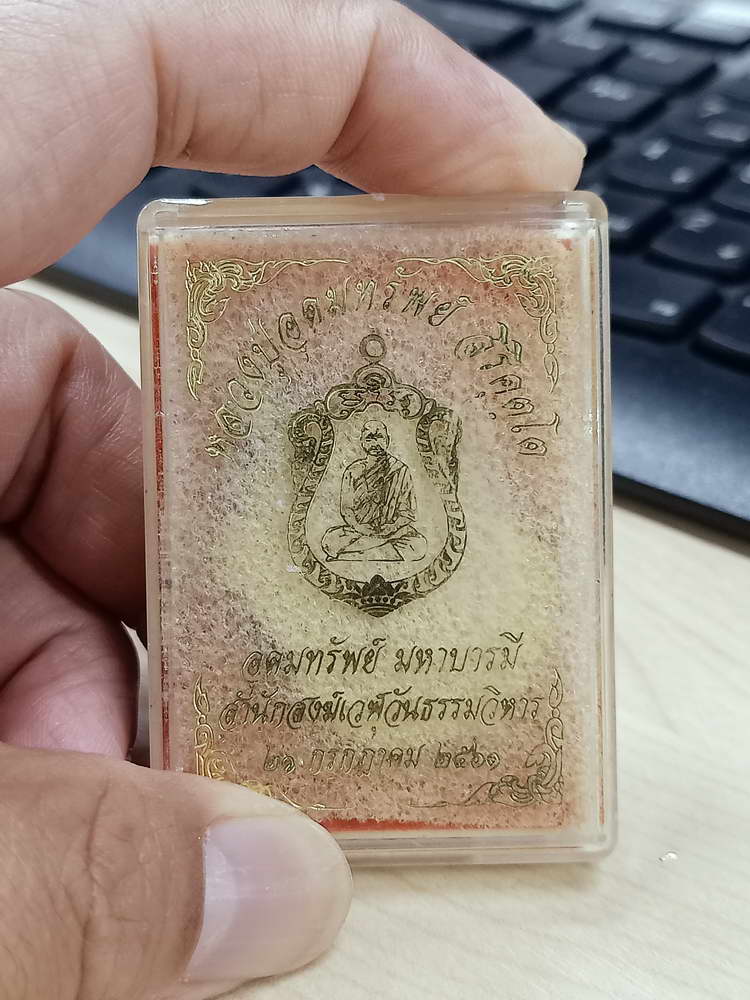 หลวงปู่อุดมทรัพย์ สิริคุตโต
อุดมทรัพย์ มหาบารมี
สำนักสงฆ์เวฬุวันธรรมวิหาร
๒๑ กรกฎาคม ๒๕๖๑